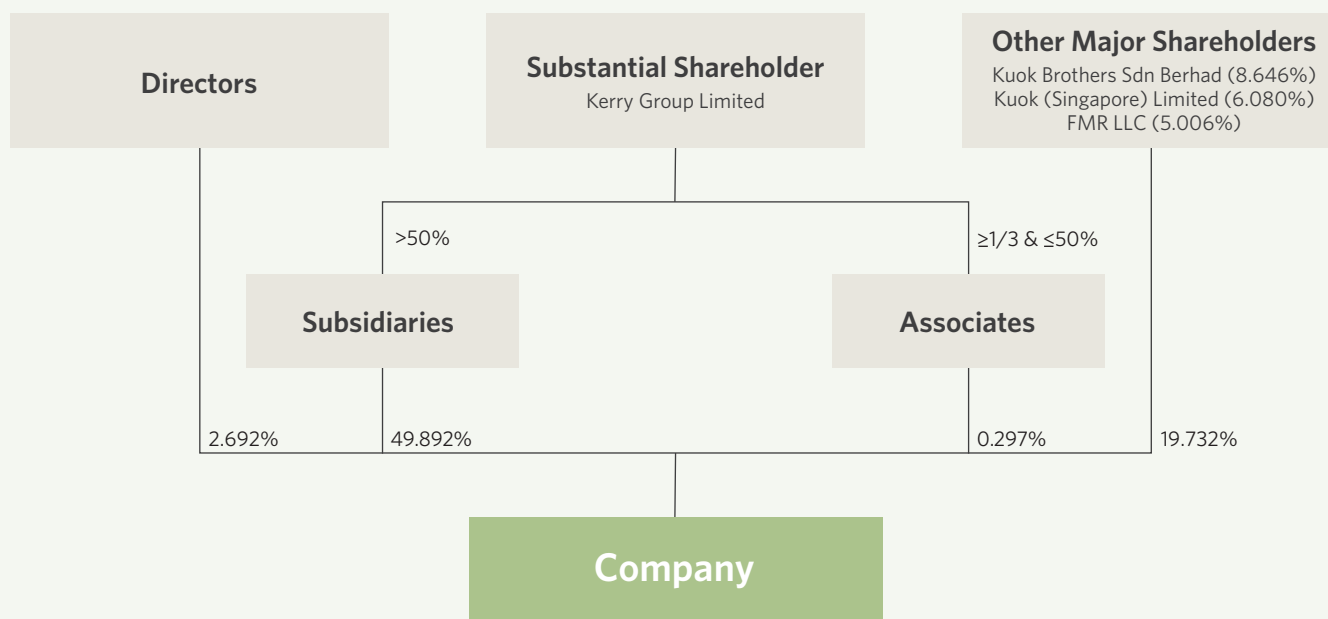 Directors
Substantial Shareholder
Kerry Group Limited
Other Major Shareholders
Kuok Brothers Sdn Berhad (8.646%)
Kuok (Singapore) Limited (6.080%)
FMR LLC (5.006%)
>50%
≥1/3 & ≤50%
Subsidiaries
Associates
2.692%
49.892%
0.297%
19.732%
Company